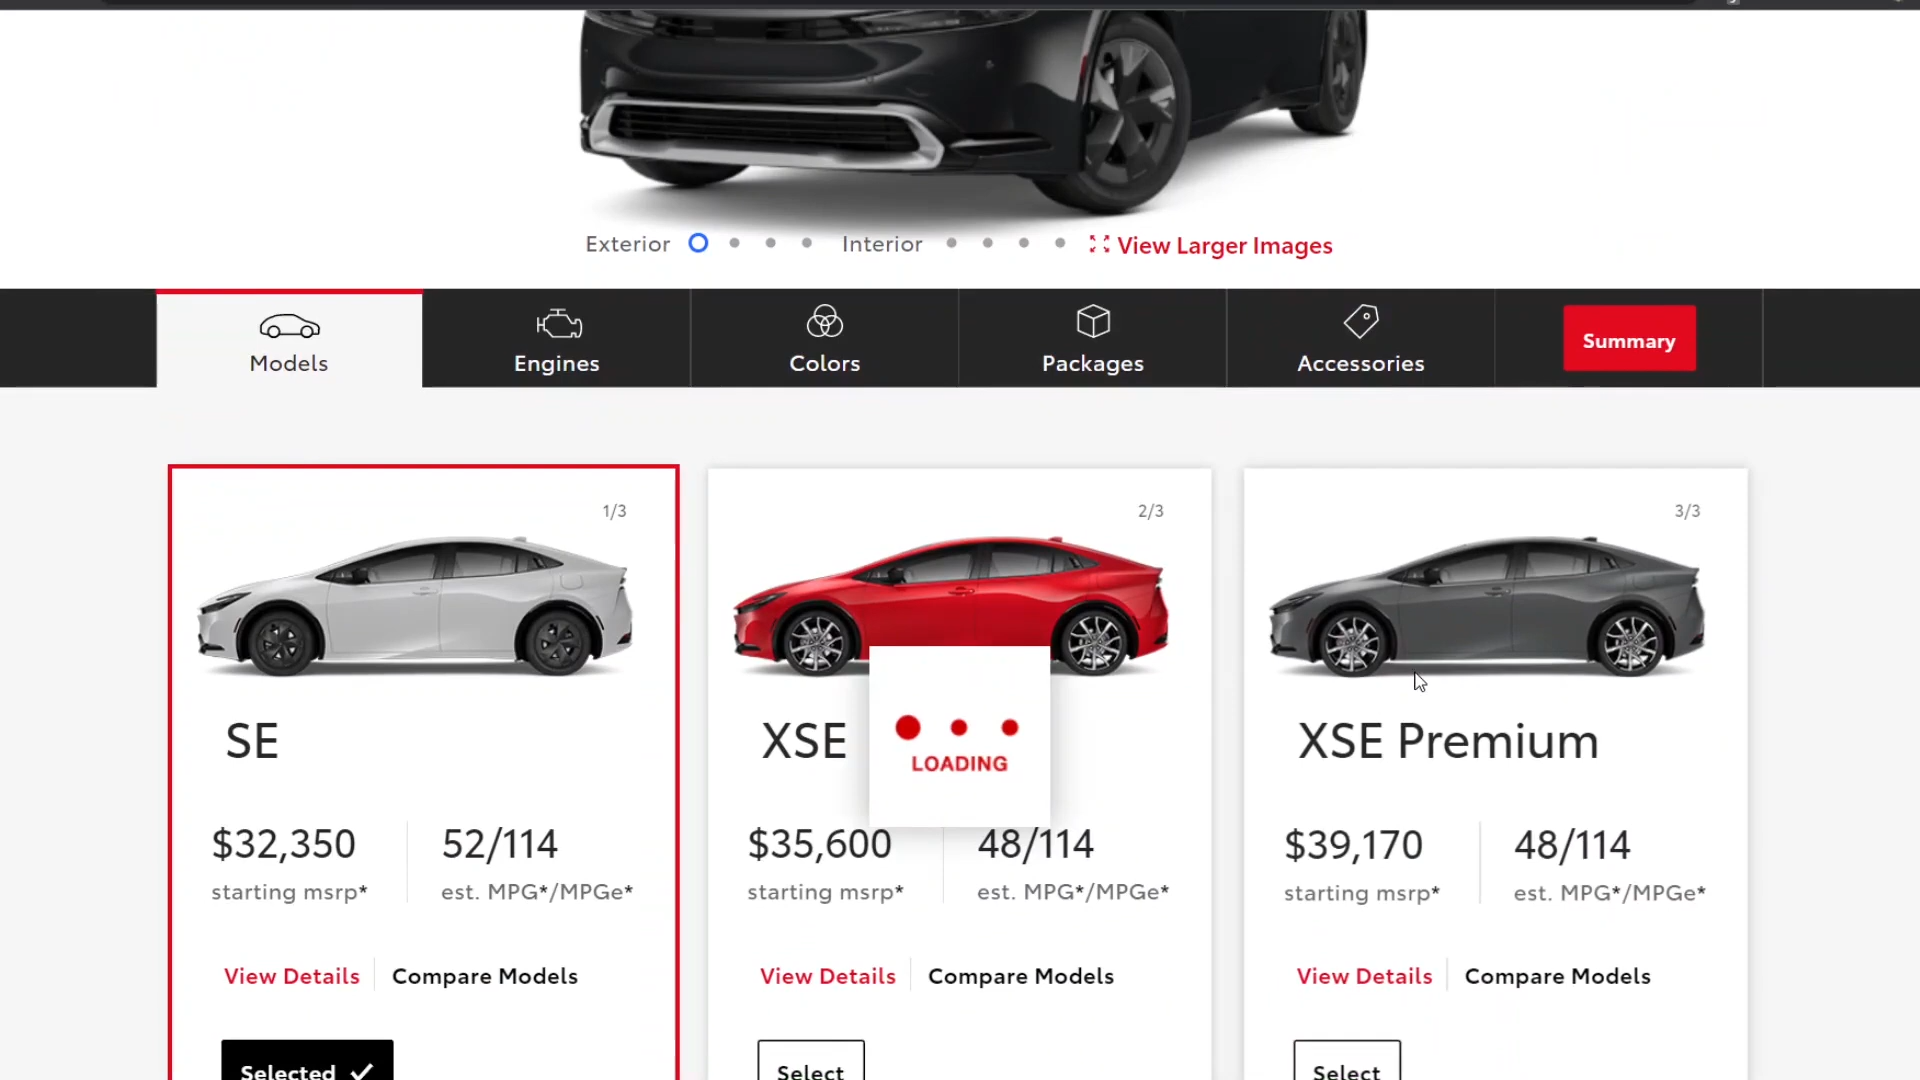 Exterior
Interior
View Larger Images
Models
Engines
Colors
Packages
Accessories
Summary
1/3
2/3
3/3
SE
XSE
XSE Premium
LOADING
$32,350
52/114
starting msrp*
est. MPG*/MPGe*
$35,600
48/114
starting msrp*
est. MPG*/MPGe*
$39,170
48/114
starting msrp*
est. MPG*/MPGe*
View Details
Compare Models
View Details
Compare Models
View Details
Compare Models
Selected
Select
Select